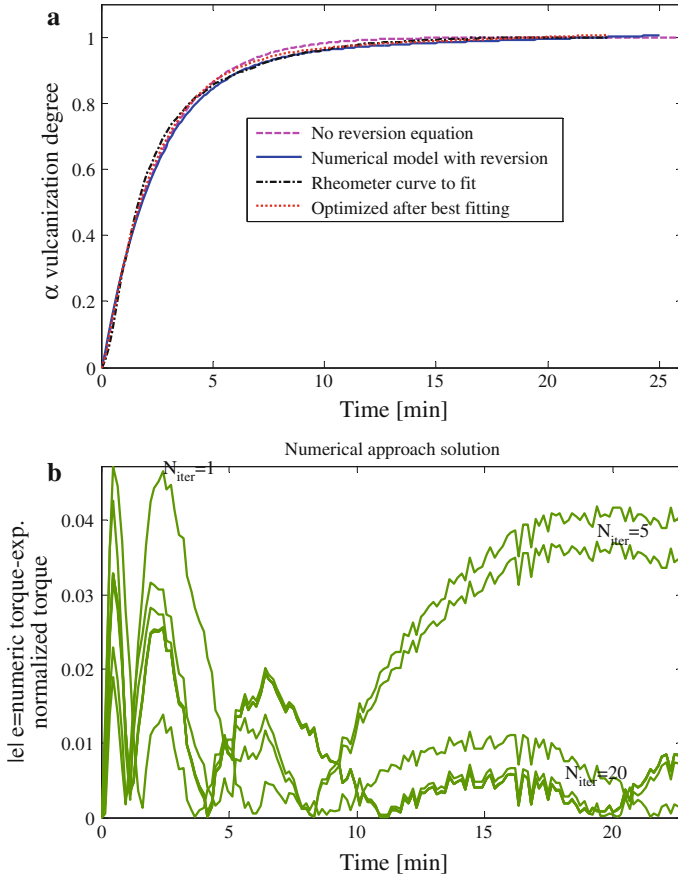 a
1
0.8
0.6
0.4
0.2
0
α vulcanization degree
No reversion equation
Numerical model with reversion
Rheometer curve to fit
Optimized after best fitting
0 5 10 15 20 25
Time [min]
b
Numerical approach solution
N_iter=1
N_iter=5
N_iter=20
0.04
0.03
0.02
0.01
0
|e| e=numeric torque-exp.
normalized torque
0 5 10 15 20
Time [min]